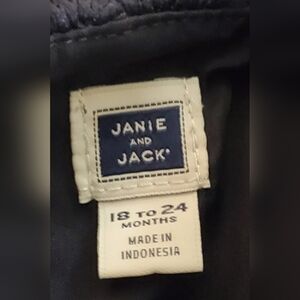 JANIE
AND
JACK®
18 TO 24
MONTHS
MADE IN
INDONESIA